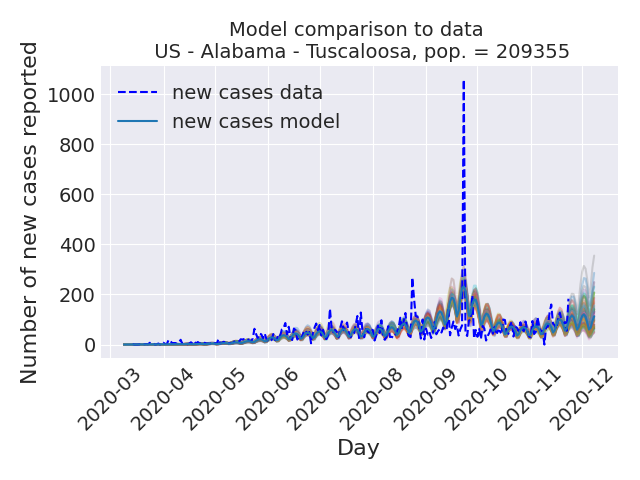 Model comparison to data
US - Alabama - Tuscaloosa, pop. = 209355
Number of new cases reported
1000
800
600
400
200
0
new cases data
new cases model
2020-03
2020-04
2020-05
2020-06
2020-07
2020-08
2020-09
2020-10
2020-11
2020-12
Day